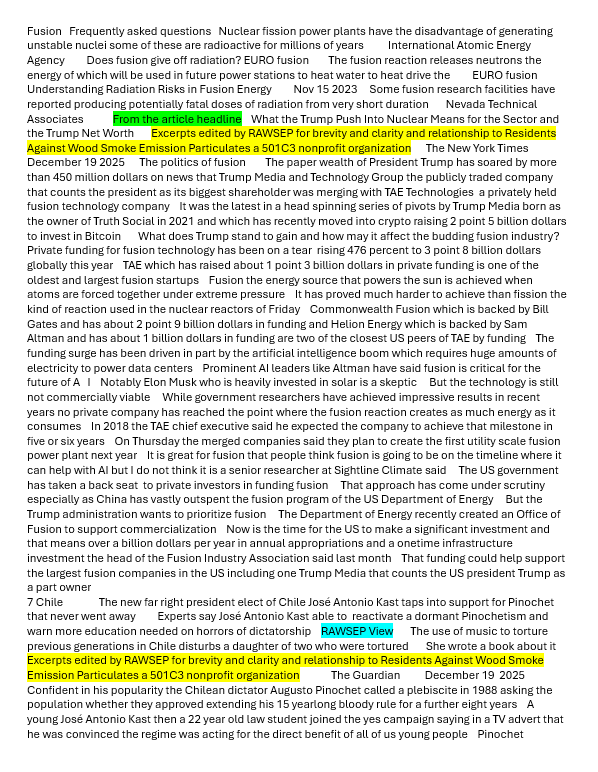 Fusion Frequently asked questions Nuclear fission power plants have the disadvantage of generating
unstable nuclei some of these are radioactive for millions of years International Atomic Energy
Agency Does fusion give off radiation? EURO fusion The fusion reaction releases neutrons the
energy of which will be used in future power stations to heat water to heat drive the EURO fusion
Understanding Radiation Risks in Fusion Energy Nov 15 2023 Some fusion research facilities have
reported producing potentially fatal doses of radiation from very short duration Nevada Technical
Associates From the article headline What the Trump Push Into Nuclear Means for the Sector and
the Trump Net Worth Excerpts edited by RAWSEP for brevity and clarity and relationship to Residents
Against Wood Smoke Emission Particulates a 501C3 nonprofit organization The New York Times
December 19 2025 The politics of fusion The paper wealth of President Trump has soared by more
than 450 million dollars on news that Trump Media and Technology Group the publicly traded company
that counts the president as its biggest shareholder was merging with TAE Technologies a privately held
fusion technology company It was the latest in a head spinning series of pivots by Trump Media born as
the owner of Truth Social in 2021 and which has recently moved into crypto raising 2 point 5 billion dollars
to invest in Bitcoin What does Trump stand to gain and how may it affect the budding fusion industry?
Private funding for fusion technology has been on a tear rising 476 percent to 3 point 8 billion dollars
globally this year TAE which has raised about 1 point 3 billion dollars in private funding is one of the
oldest and largest fusion startups Fusion the energy source that powers the sun is achieved when
atoms are forced together under extreme pressure It has proved much harder to achieve than fission the
kind of reaction used in the nuclear reactors of Friday Commonwealth Fusion which is backed by Bill
Gates and has about 2 point 9 billion dollars in funding and Helion Energy which is backed by Sam
Altman and has about 1 billion dollars in funding are two of the closest US peers of TAE by funding The
funding surge has been driven in part by the artificial intelligence boom which requires huge amounts of
electricity to power data centers Prominent AI leaders like Altman have said fusion is critical for the
future of A I Notably Elon Musk who is heavily invested in solar is a skeptic But the technology is still
not commercially viable While government researchers have achieved impressive results in recent
years no private company has reached the point where the fusion reaction creates as much energy as it
consumes In 2018 the TAE chief executive said he expected the company to achieve that milestone in
five or six years On Thursday the merged companies said they plan to create the first utility scale fusion
power plant next year It is great for fusion that people think fusion is going to be on the timeline where it
can help with AI but I do not think it is a senior researcher at Sightline Climate said The US government
has taken a back seat to private investors in funding fusion That approach has come under scrutiny
especially as China has vastly outspent the fusion program of the US Department of Energy But the
Trump administration wants to prioritize fusion The Department of Energy recently created an Office of
Fusion to support commercialization Now is the time for the US to make a significant investment and
that means over a billion dollars per year in annual appropriations and a onetime infrastructure
investment the head of the Fusion Industry Association said last month That funding could help support
the largest fusion companies in the US including one Trump Media that counts the US president Trump as
a part owner
7 Chile The new far right president elect of Chile José Antonio Kast taps into support for Pinochet
that never went away Experts say José Antonio Kast able to reactivate a dormant Pinochetism and
warn more education needed on horrors of dictatorship RAWSEP View The use of music to torture
previous generations in Chile disturbs a daughter of two who were tortured She wrote a book about it
Excerpts edited by RAWSEP for brevity and clarity and relationship to Residents Against Wood Smoke
Emission Particulates a 501C3 nonprofit organization The Guardian December 19 2025
Confident in his popularity the Chilean dictator Augusto Pinochet called a plebiscite in 1988 asking the
population whether they approved extending his 15 yearlong bloody rule for a further eight years A
young José Antonio Kast then a 22 year old law student joined the yes campaign saying in a TV advert that
he was convinced the regime was acting for the direct benefit of all of us young people Pinochet